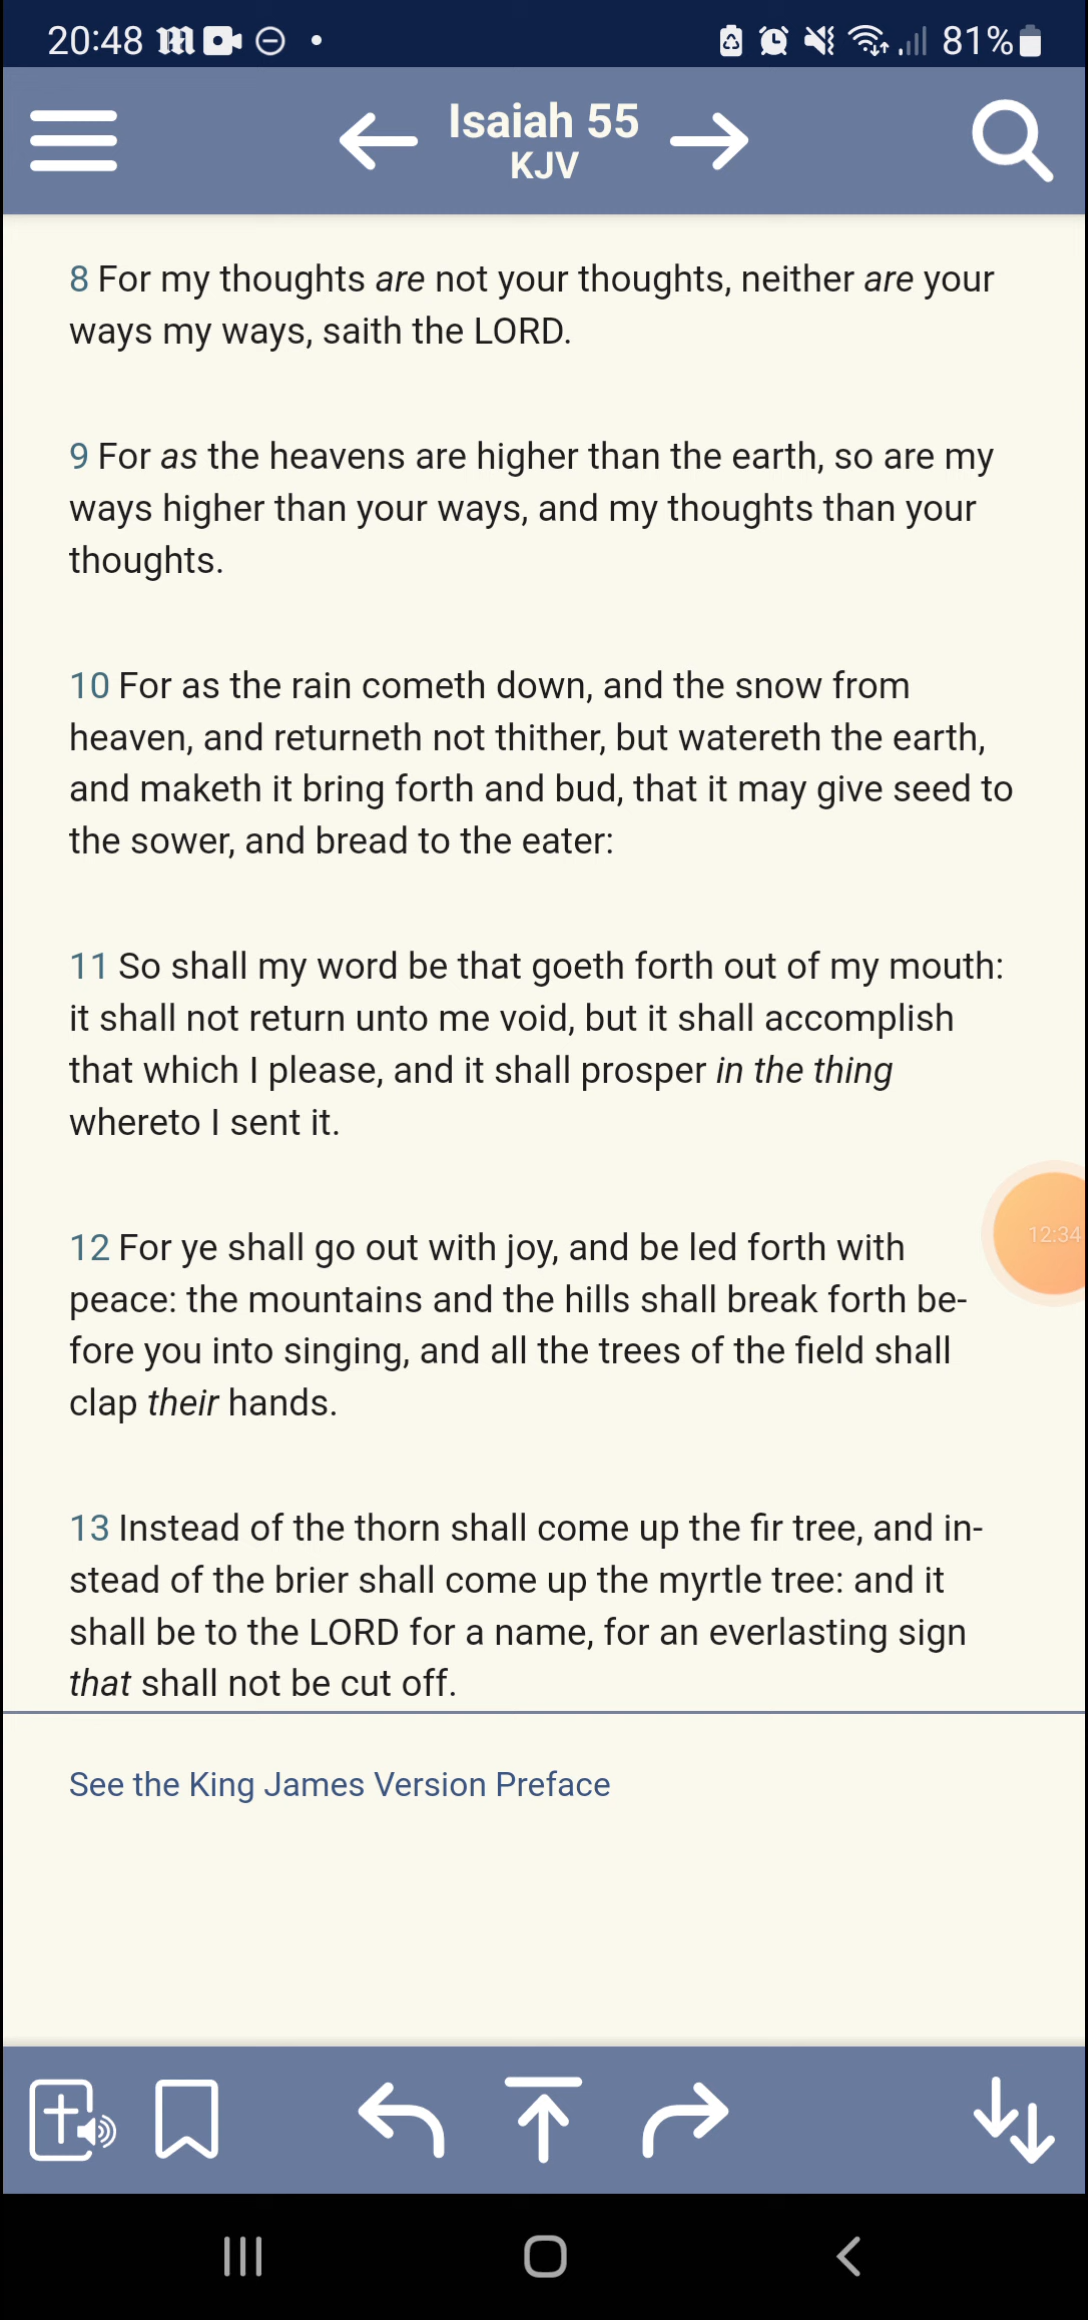 20:48
81%
Isaiah 55
KJV
8 For my thoughts are not your thoughts, neither are your
ways my ways, saith the LORD.
9 For as the heavens are higher than the earth, so are my
ways higher than your ways, and my thoughts than your
thoughts.
10 For as the rain cometh down, and the snow from
heaven, and returneth not thither, but watereth the earth,
and maketh it bring forth and bud, that it may give seed to
the sower, and bread to the eater:
11 So shall my word be that goeth forth out of my mouth:
it shall not return unto me void, but it shall accomplish
that which I please, and it shall prosper in the thing
whereto I sent it.
12:34
12 For ye shall go out with joy, and be led forth with
peace: the mountains and the hills shall break forth be-
fore you into singing, and all the trees of the field shall
clap their hands.
13 Instead of the thorn shall come up the fir tree, and in-
stead of the brier shall come up the myrtle tree: and it
shall be to the LORD for a name, for an everlasting sign
that shall not be cut off.
See the King James Version Preface